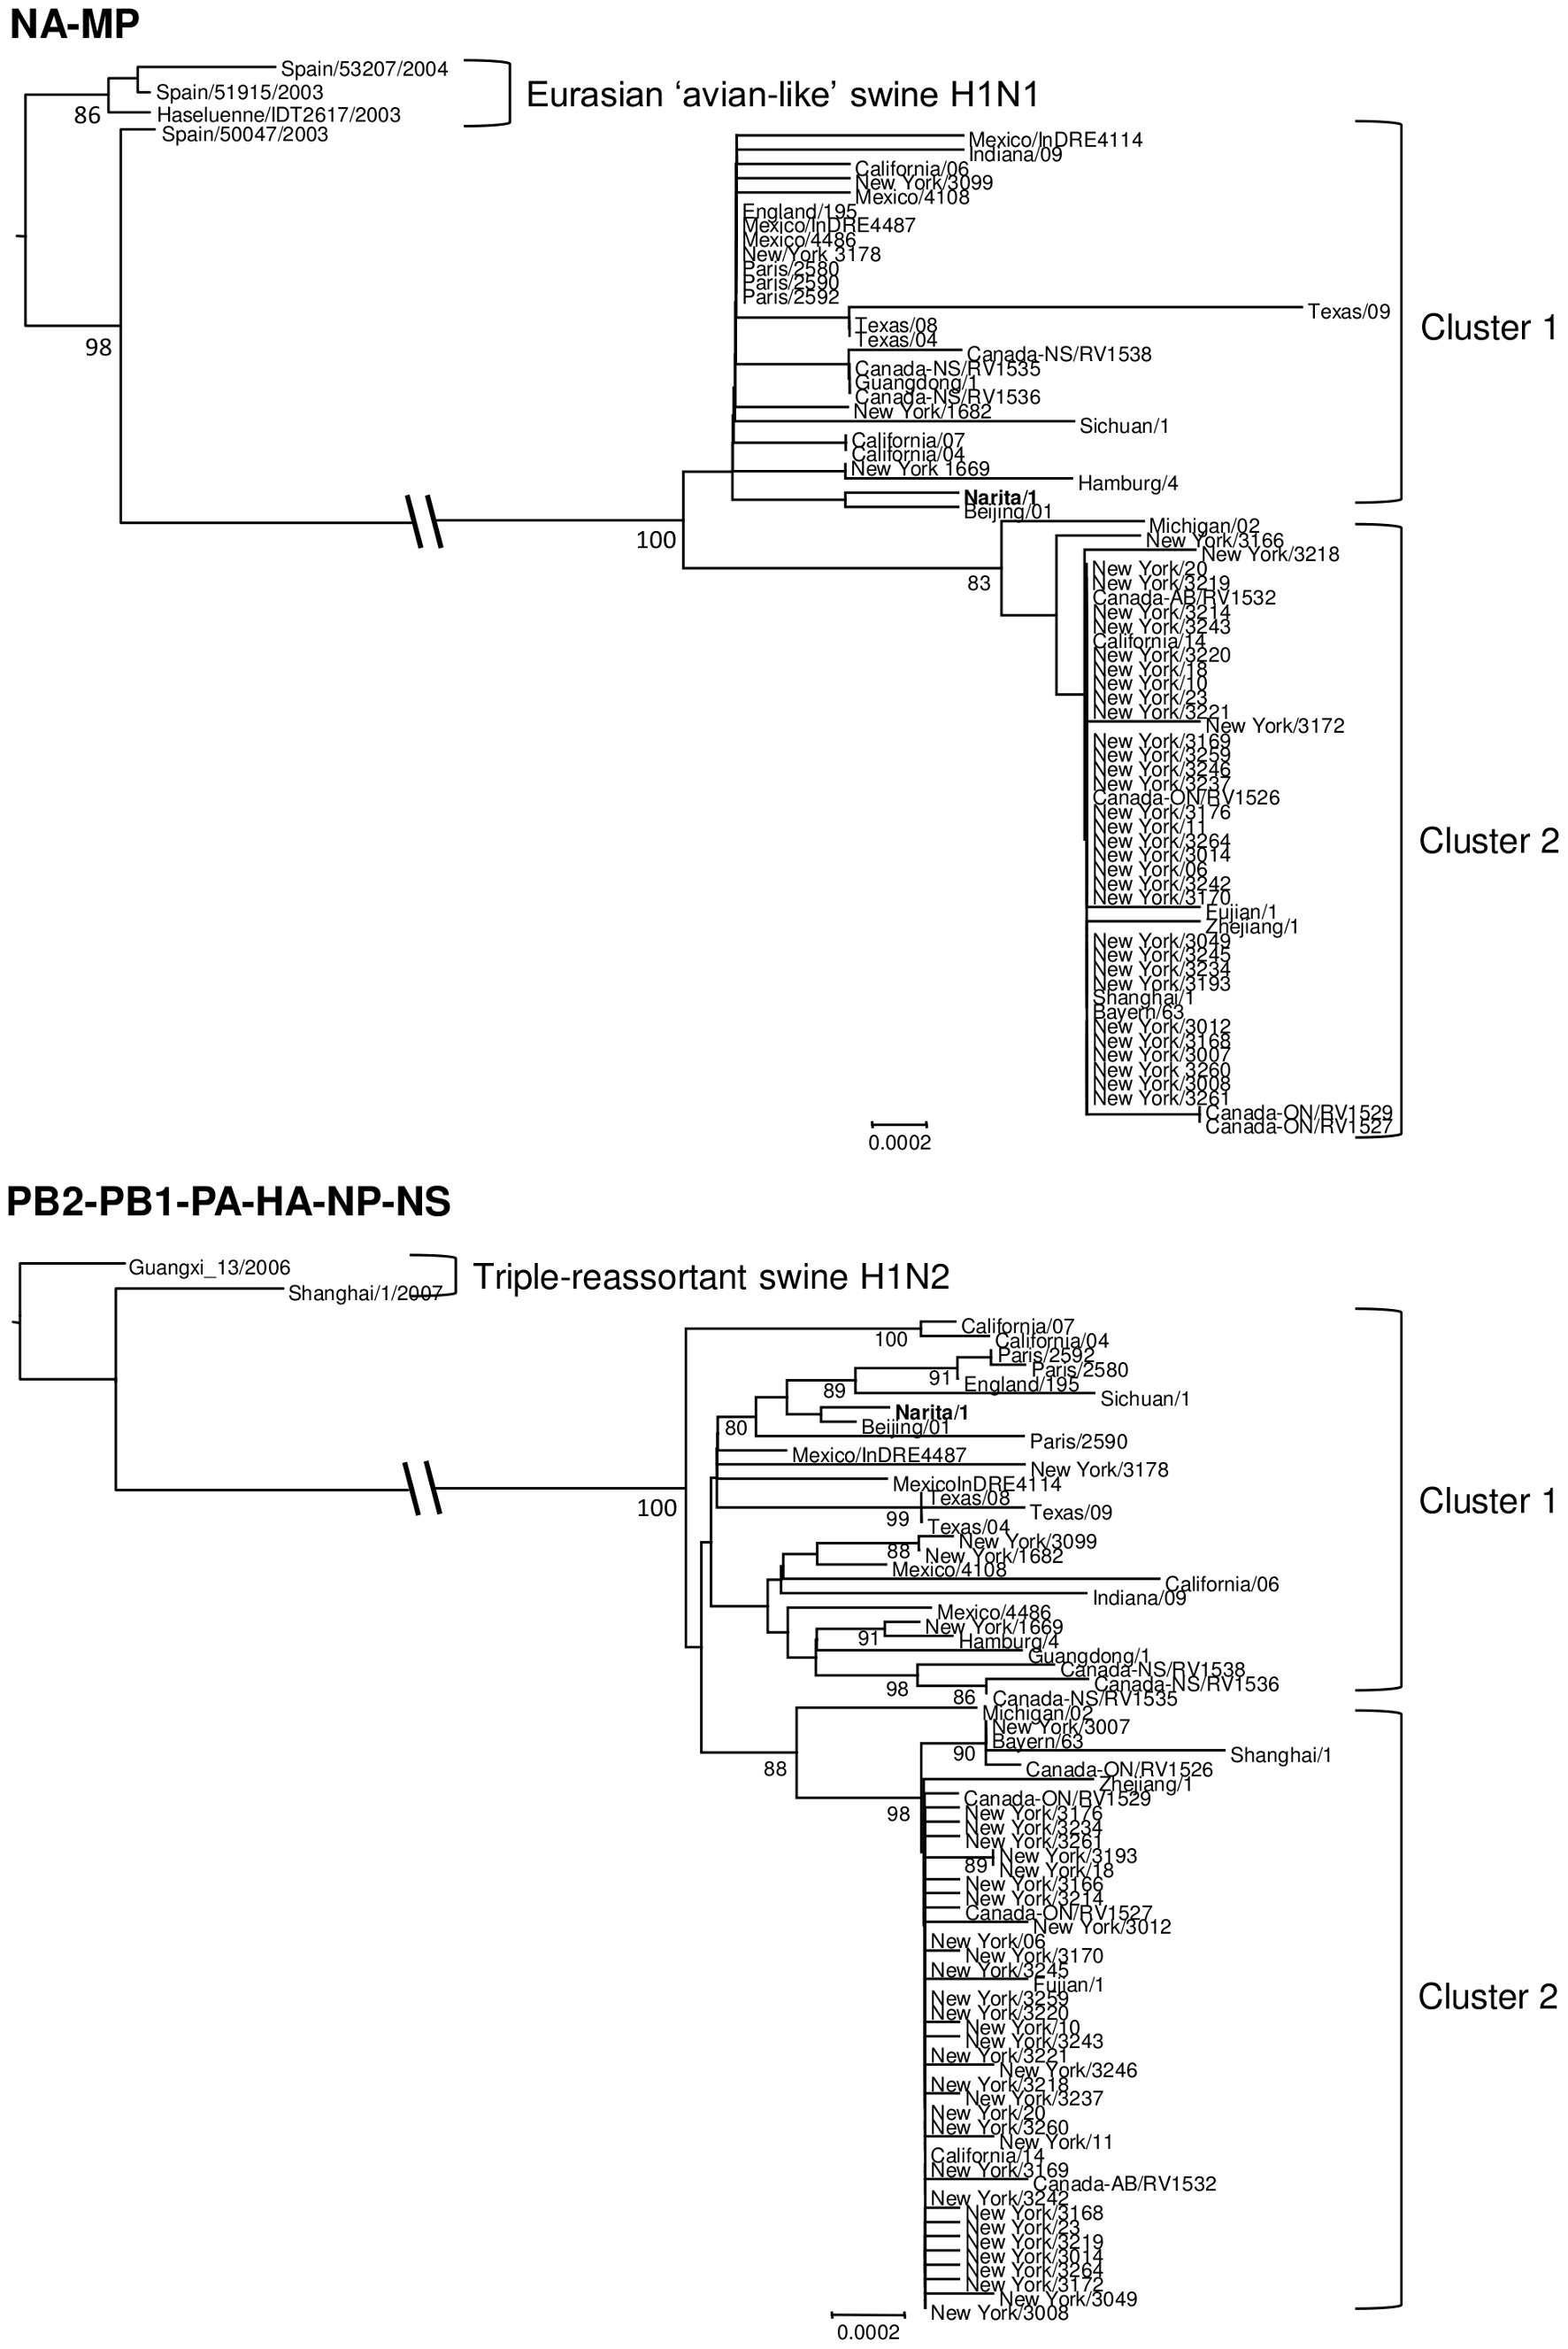 NA-MP
Spain/53207/2004
Spain/51915/2003
Eurasian ‘avian-like’ swine H1N1
86
Haseluenne/IDT2617/2003
Spain/50047/2003
Mexico/InDRE4114
Indiana/09
California/06
New York/3099
Mexico/4108
England/195
Mexico/InDRE4487
Mexico/4486
New/York 3178
Paris/2580
Paris/2590
Paris/2592
Texas/09
Texas/08
Cluster 1
Texas/04
98
Canada-NS/RV1538
Canada-NS/RV1535
Guangdong/1
Canada-NS/RV1536
New York/1682
Sichuan/1
California/07
California/04
New York 1669
Hamburg/4
Narita/1
Beijing/01
Michigan/02
100
New York/3166
New York/3218
New York/20
83
New York/3219
Canada-AB/RV1532
New York/3214
New York/3243
California/14
New York/3220
New York/18
New York/10
New York/23
New York/3221
New York/3172
New York/3169
New York/3259
New York/3246
New York/3237
Canada-ON/RV1526
New York/3176
New York/11
Cluster 2
New York/3264
New York/3014
New York/06
New York/3242
New York/3170
Fujian/1
Zhejiang/1
New York/3049
New York/3245
New York/3234
New York/3193
Shanghai/1
Bayern/63
New York/3012
New York/3168
New York/3007
New York 3260
New York/3008
New York/3261
Canada-ON/RV1529
Canada-ON/RV1527
0.0002
PB2-PB1-PA-HA-NP-NS
Guangxi_13/2006
Triple-reassortant swine H1N2
Shanghai/1/2007
California/07
100
California/04
Paris/2592
Paris/2580
91
England/195
89
Sichuan/1
Narita/1
Beijing/01
80
Paris/2590
Mexico/InDRE4487
New York/3178
MexicoInDRE4114
Texas/08
Cluster 1
100
Texas/09
99
Texas/04
New York/3099
88
New York/1682
Mexico/4108
California/06
Indiana/09
Mexico/4486
New York/1669
91
Hamburg/4
Guangdong/1
Canada-NS/RV1538
Canada-NS/RV1536
98
86
Canada-NS/RV1535
Michigan/02
New York/3007
Bayern/63
90
Shanghai/1
88
Canada-ON/RV1526
Zhejiang/1
Canada-ON/RV1529
98
New York/3176
New York/3234
New York/3261
New York/3193
89
New York/18
New York/3166
New York/3214
Canada-ON/RV1527
New York/3012
New York/06
New York/3170
New York/3245
Fujian/1
Cluster 2
New York/3259
New York/3220
New York/10
New York/3243
New York/3221
New York/3246
New York/3218
New York/3237
New York/20
New York/3260
New York/11
California/14
New York/3169
Canada-AB/RV1532
New York/3242
New York/3168
New York/23
New York/3219
New York/3014
New York/3264
New York/3172
New York/3049
New York/3008
0.0002